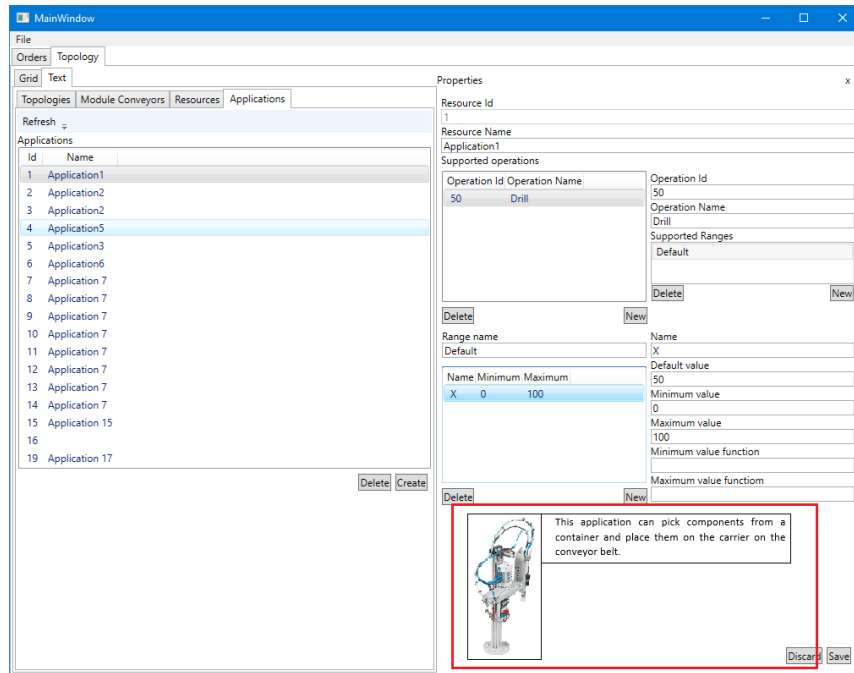 MainWindow
File
Orders Topology
Grid Text
Topologies Module Conveyors Resources Applications
Refresh
Applications
Id Name
1 Application1
2 Application2
3 Application2
4 Application5
5 Application3
6 Application6
7 Application 7
8 Application 7
9 Application 7
10 Application 7
11 Application 7
12 Application 7
13 Application 7
14 Application 7
15 Application 15
16
19 Application 17
Delete Create
Properties x
Resource Id
1
Resource Name
Application1
Supported operations
Operation Id Operation Name
50 Drill
Delete New
Operation Id
50
Operation Name
Drill
Supported Ranges
Default
Delete New
Range name
Default
Name Minimum Maximum
X 0 100
Delete New
Name
X
Default value
50
Minimum value
0
Maximum value
100
Minimum value function
Maximum value functiom
This application can pick components from a
container and place them on the carrier on the
conveyor belt.
Discard Save